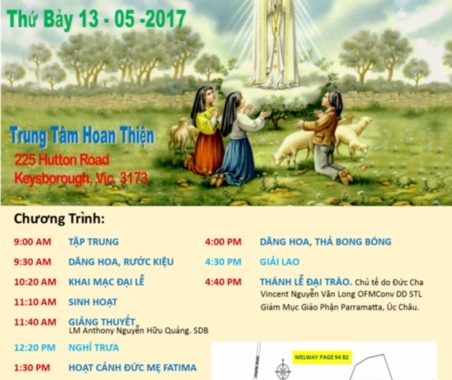 Thứ Bảy 13 - 05 -2017
Trung Tâm Hoan Thiện
225 Hutton Road
Keysborough, Vic, 3173
Chương Trình:
9:00 AM TẬP TRUNG
9:30 AM DÂNG HOA, RƯỚC KIỆU
10:20 AM KHAI MẠC ĐẠI LỄ
11:10 AM SINH HOẠT
11:40 AM GIẢNG THUYẾT,
LM Anthony Nguyễn Hữu Quảng. SDB
12:20 PM NGHỈ TRƯA
1:30 PM HOẠT CẢNH ĐỨC MẸ FATIMA
4:00 PM DÂNG HOA, THẢ BONG BÓNG
4:30 PM GIẢI LAO
4:40 PM THÁNH LỄ ĐẠI TRÀO. Chủ tế do Đức Cha
Vincent Nguyễn Văn Long OFMConv DD STL
Giám Mục Giáo Phận Parramatta, Úc Châu.
MELWAY PAGE 94 B2